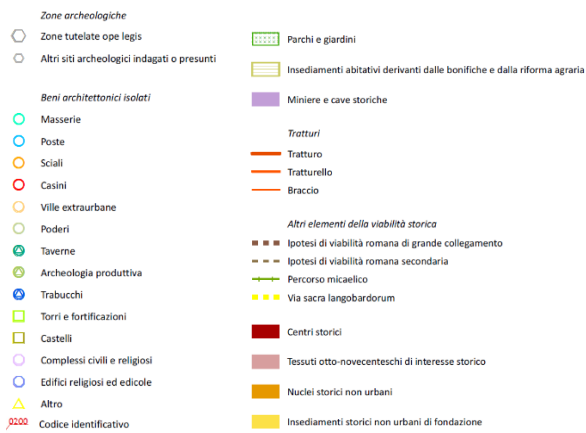 Zone archeologiche
Zone tutelate ope legis
Altri siti archeologici indagati o presunti
Beni architettonici isolati
Masserie
Poste
Sciali
Casini
Ville extraurbane
Poderi
Taverne
Archeologia produttiva
Trabucchi
Torri e fortificazioni
Castelli
Complessi civili e religiosi
Edifici religiosi ed edicole
Altro
0200 Codice identificativo
Parchi e giardini
Insediamenti abitativi derivanti dalle bonifiche e dalla riforma agraria
Miniere e cave storiche
Tratturi
Tratturo
Tratturello
Braccio
Altri elementi della viabilità storica
Ipotesi di viabilità romana di grande collegamento
Ipotesi di viabilità romana secondaria
Percorso micaelico
Via sacra langobardorum
Centri storici
Tessuti otto-novecenteschi di interesse storico
Nuclei storici non urbani
Insediamenti storici non urbani di fondazione